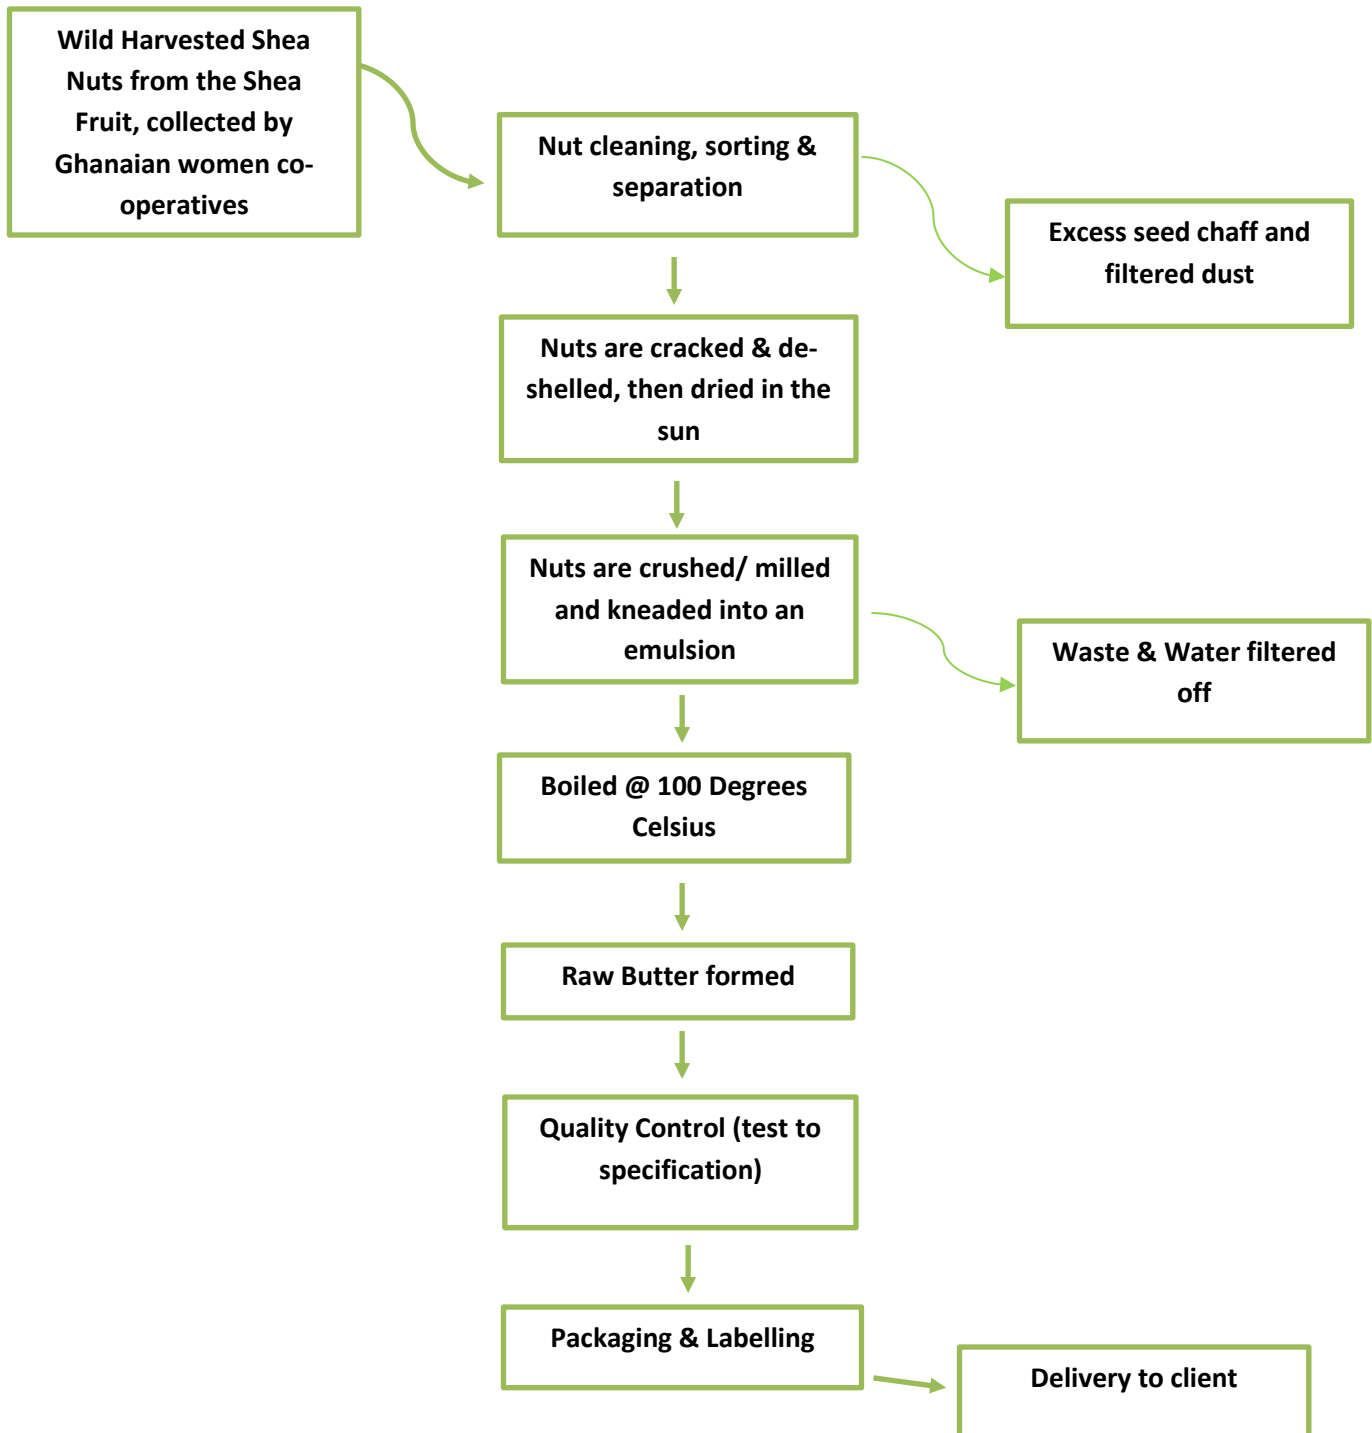 Wild Harvested Shea
Nuts from the Shea
Fruit, collected by
Ghanaian women co-
operatives
Nut cleaning, sorting &
separation
Excess seed chaff and
filtered dust
Nuts are cracked & de-
shelled, then dried in the
sun
Nuts are crushed/ milled
and kneaded into an
emulsion
Waste & Water filtered
off
Boiled @ 100 Degrees
Celsius
Raw Butter formed
Quality Control (test to
specification)
Packaging & Labelling
Delivery to client